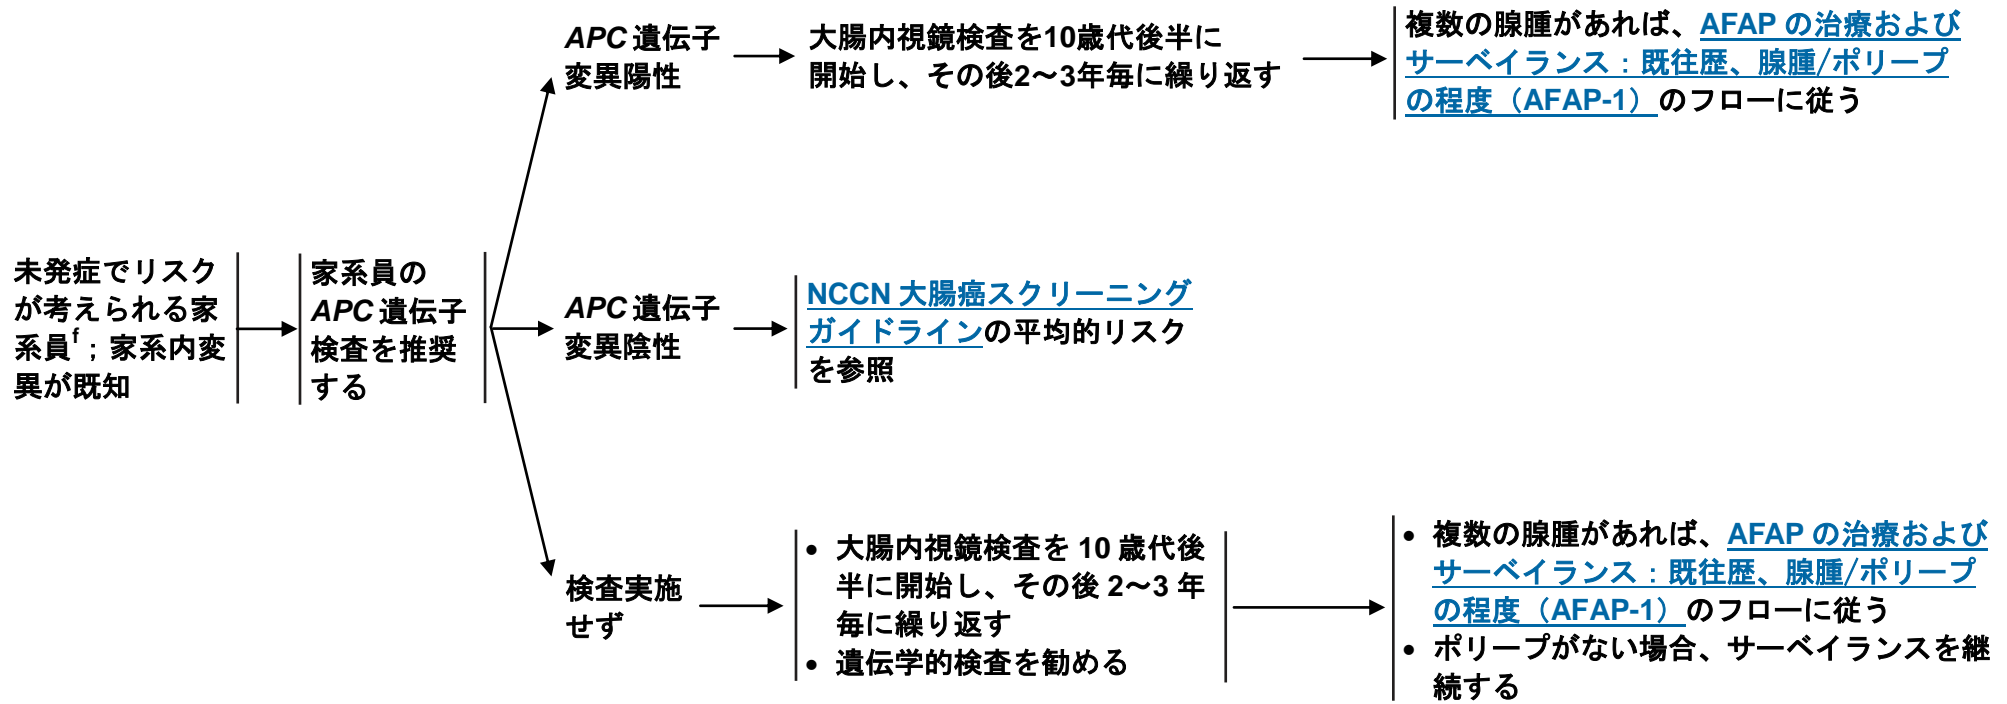 未発症でリスク
が考えられる家
系員f；家系内変
異が既知
家系員の
APC 遺伝子
検査を推奨
する
APC 遺伝子
変異陽性
大腸内視鏡検査を10歳代後半に
開始し、その後2～3年毎に繰り返す
複数の腺腫があれば、AFAP の治療および
サーベイランス：既往歴、腺腫/ポリープ
の程度（AFAP-1）のフローに従う
APC 遺伝子
変異陰性
NCCN 大腸癌スクリーニング
ガイドラインの平均的リスク
を参照
検査実施
せず
• 大腸内視鏡検査を 10 歳代後
半に開始し、その後 2～3 年
毎に繰り返す
• 遺伝学的検査を勧める
• 複数の腺腫があれば、AFAP の治療および
サーベイランス：既往歴、腺腫/ポリープ
の程度（AFAP-1）のフローに従う
• ポリープがない場合、サーベイランスを継
続する